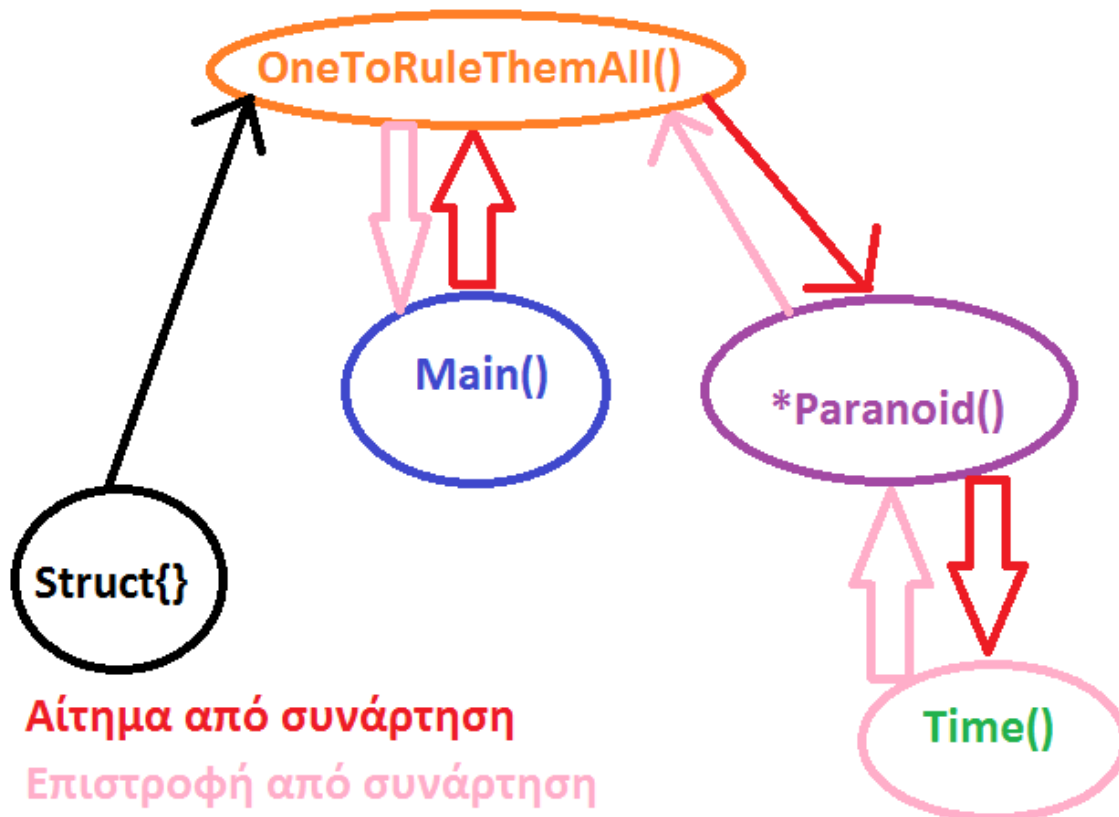 OneToRuleThemAll()
Main()
*Paranoid()
Struct{}
Time()
Αίτημα από συνάρτηση
Επιστροφή από συνάρτηση